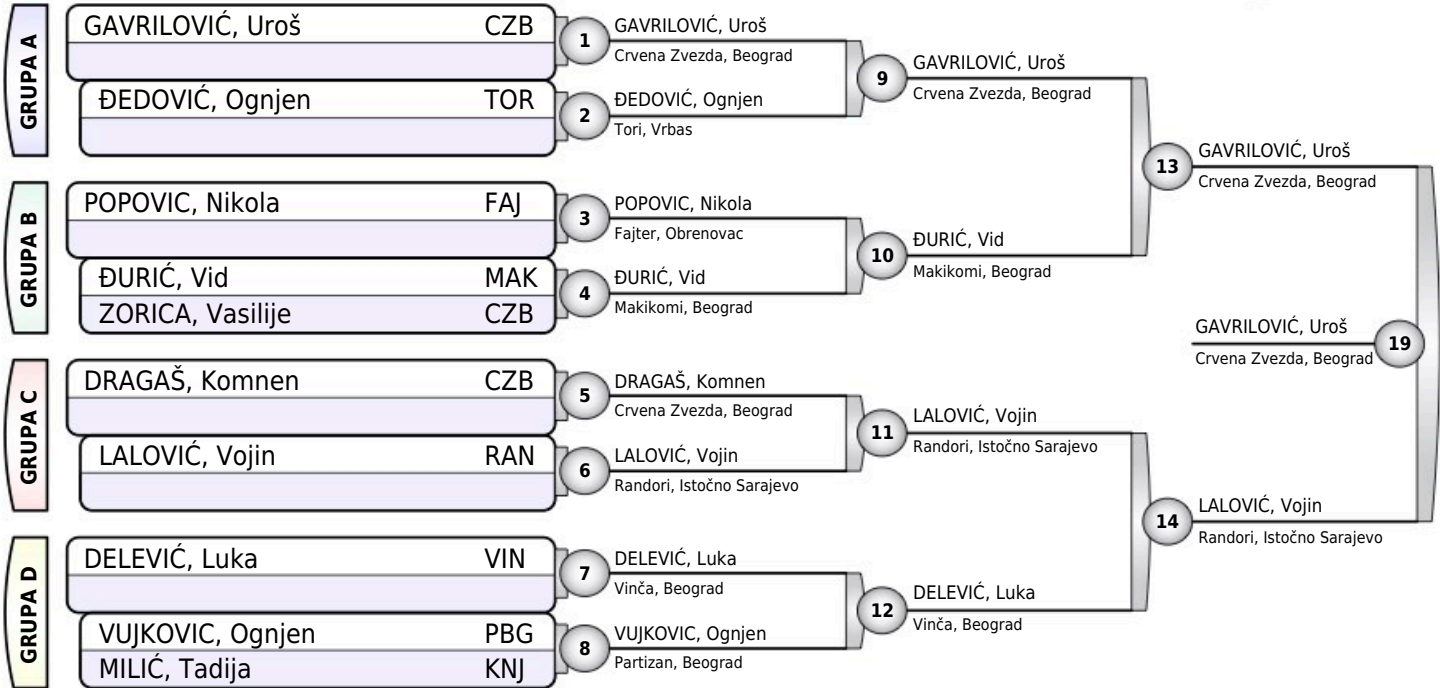 GRUPA A
GAVRILOVIĆ, Uroš CZB
ĐEDOVIĆ, Ognjen TOR
1
GAVRILOVIĆ, Uroš
Crvena Zvezda, Beograd
2
ĐEDOVIĆ, Ognjen
Tori, Vrbas
9
GAVRILOVIĆ, Uroš
Crvena Zvezda, Beograd
GRUPA B
POPOVIC, Nikola FAJ
ĐURIĆ, Vid MAK
ZORICA, Vasilije CZB
3
POPOVIC, Nikola
Fajter, Obrenovac
4
ĐURIĆ, Vid
Makikomi, Beograd
10
ĐURIĆ, Vid
Makikomi, Beograd
13
GAVRILOVIĆ, Uroš
Crvena Zvezda, Beograd
GRUPA C
DRAGAŠ, Komnen CZB
LALOVIĆ, Vojin RAN
5
DRAGAŠ, Komnen
Crvena Zvezda, Beograd
6
LALOVIĆ, Vojin
Randori, Istočno Sarajevo
11
LALOVIĆ, Vojin
Randori, Istočno Sarajevo
GRUPA D
DELEVIĆ, Luka VIN
VUJKOVIC, Ognjen PBG
MILIĆ, Tadija KNJ
7
DELEVIĆ, Luka
Vinča, Beograd
8
VUJKOVIC, Ognjen
Partizan, Beograd
12
DELEVIĆ, Luka
Vinča, Beograd
14
LALOVIĆ, Vojin
Randori, Istočno Sarajevo
GAVRILOVIĆ, Uroš
Crvena Zvezda, Beograd
19